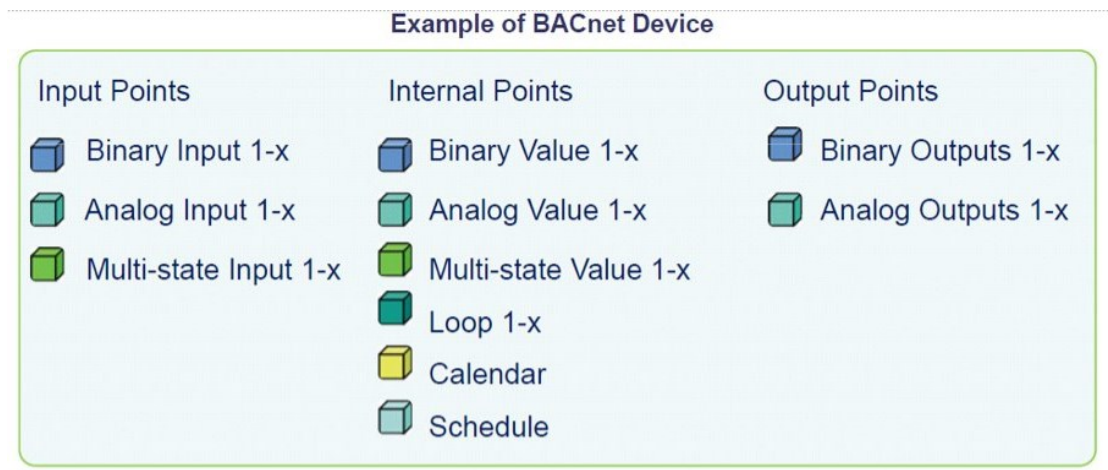 Example of BACnet Device
Input Points
Binary Input 1-x
Analog Input 1-x
Multi-state Input 1-x
Internal Points
Binary Value 1-x
Analog Value 1-x
Multi-state Value 1-x
Loop 1-x
Calendar
Schedule
Output Points
Binary Outputs 1-x
Analog Outputs 1-x